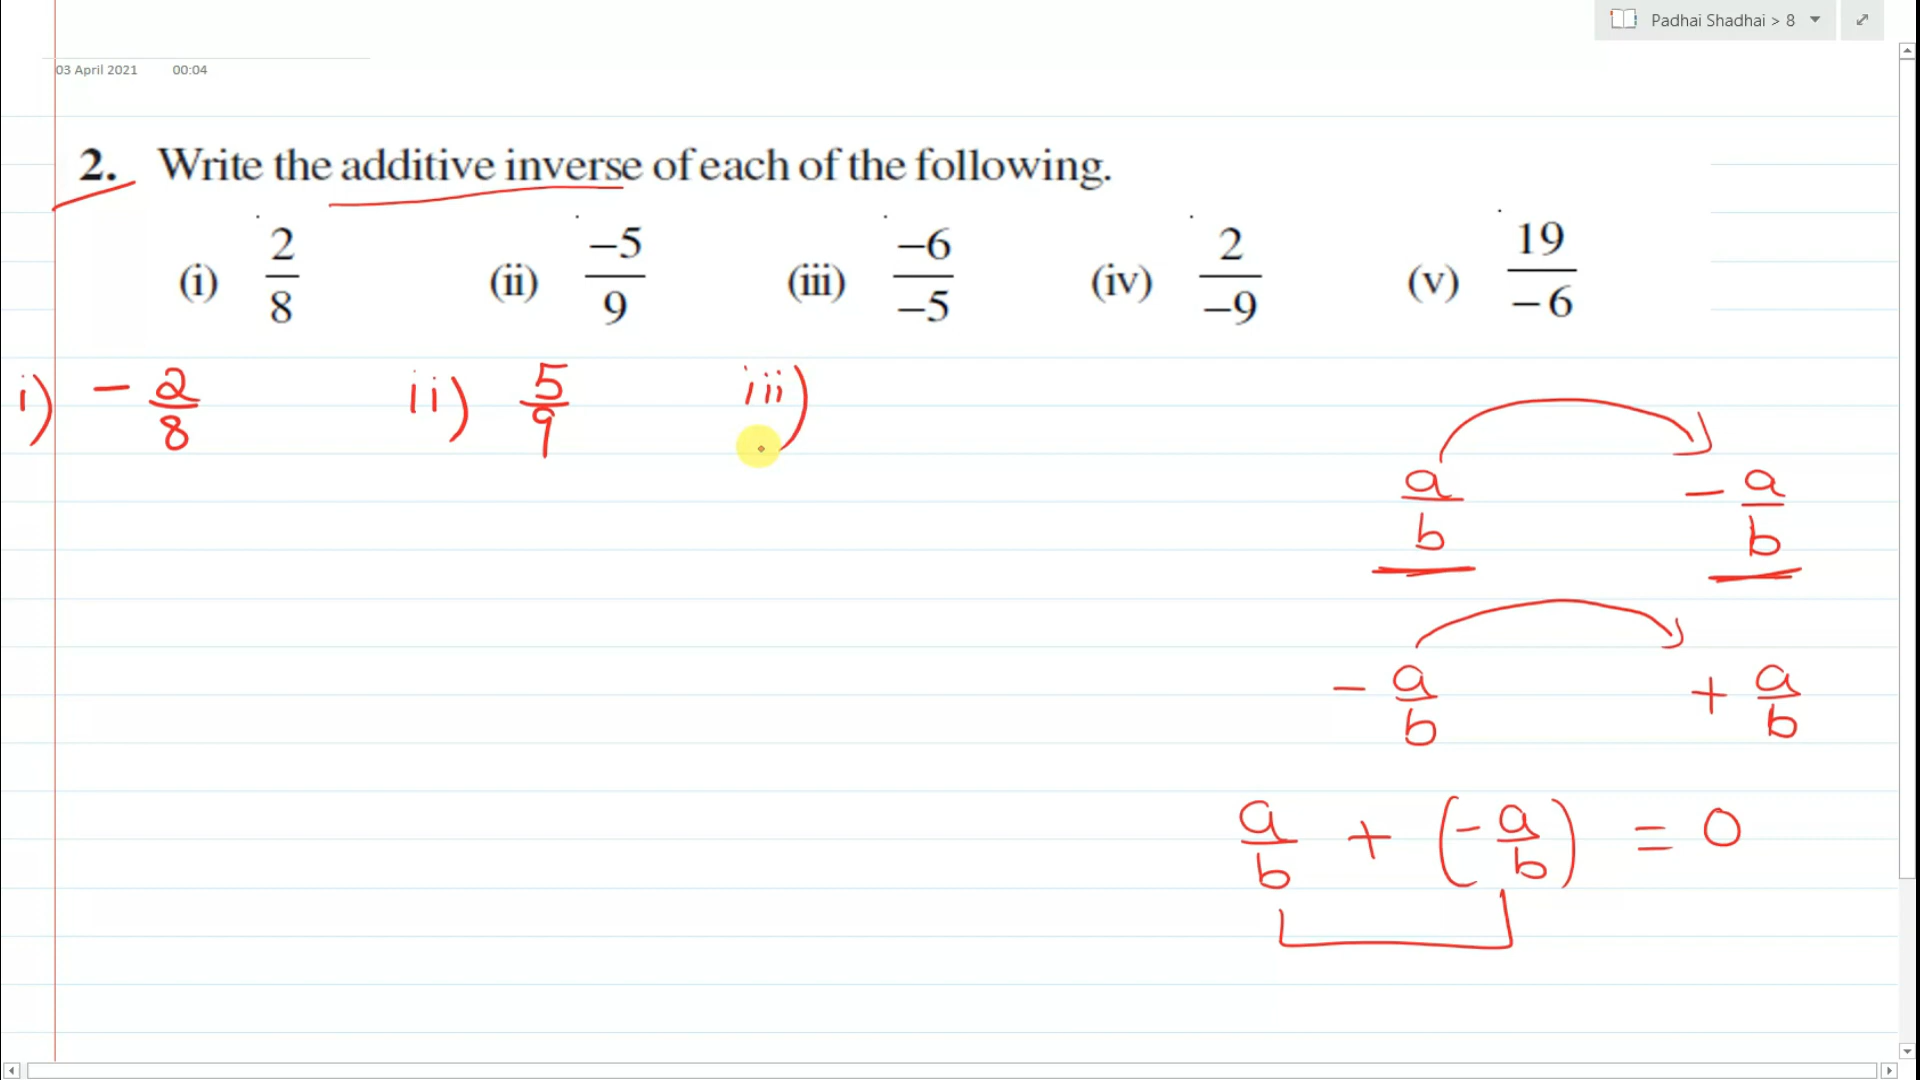 Padhai Shadhai > 8
03 April 2021 00:04
2. Write the additive inverse of each of the following.
(i) 2/8 (ii) −5/9 (iii) −6/−5 (iv) 2/−9 (v) 19/−6
i) - 2/8 ii) 5/9 iii)
a/b - a/b
- a/b + a/b
a/b + (- a/b) = 0